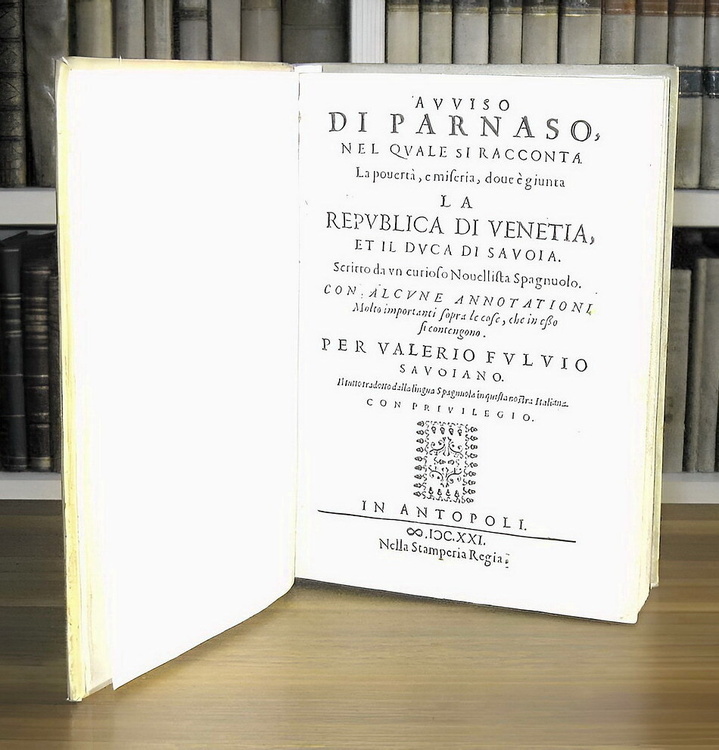 AVVISO
DI PARNASO,
NEL QVALE SI RACCONTA
La pouertà, e miſeria, doue è giunta
LA
REPVBLICA DI VENETIA,
ET IL DVCA DI SAVOIA.
Scritto da vn curioſo Nouelliſta Spagnuolo.
CON ALCVNE ANNOTATIONI
Molto importanti ſopra le coſe, che in eßo
ſi contengono.
PER VALERIO FVLVIO
SAVOIANO.
Il tutto tradotto dalla lingua Spagnuola in queſta noſtra Italiana.
CON PRIVILEGIO.
IN ANTOPOLI.
ꝏ.IↃC.XXI.
Nella Stamperia Regia.